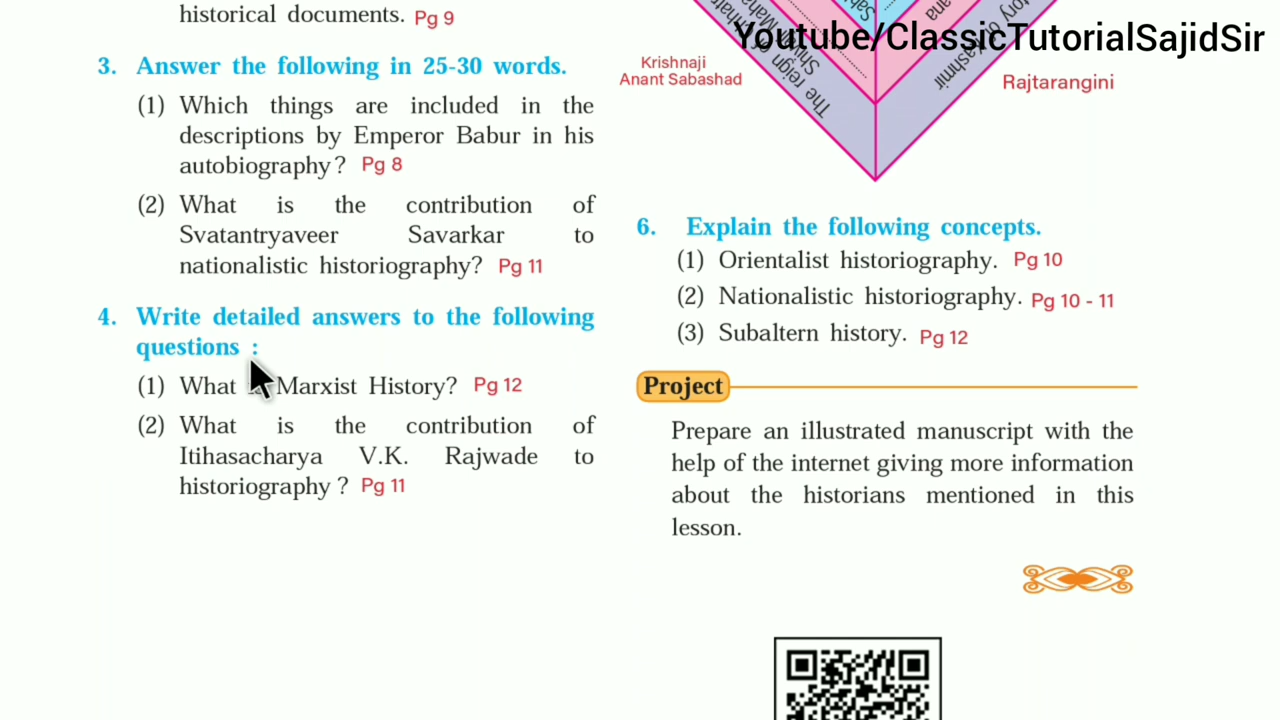 historical documents. Pg 9
3. Answer the following in 25-30 words.
(1) Which things are included in the
descriptions by Emperor Babur in his
autobiography? Pg 8
(2) What is the contribution of
Svatantryaveer Savarkar to
nationalistic historiography? Pg 11
4. Write detailed answers to the following
questions :
(1) What Marxist History? Pg 12
(2) What is the contribution of
Itihasacharya V.K. Rajwade to
historiography ? Pg 11
Youtube/ClassicTutorialSajidSir
Krishnaji
Anant Sabashad
The reign of
Rajtarangini
6. Explain the following concepts.
(1) Orientalist historiography. Pg 10
(2) Nationalistic historiography. Pg 10 - 11
(3) Subaltern history. Pg 12
Project
Prepare an illustrated manuscript with the
help of the internet giving more information
about the historians mentioned in this
lesson.